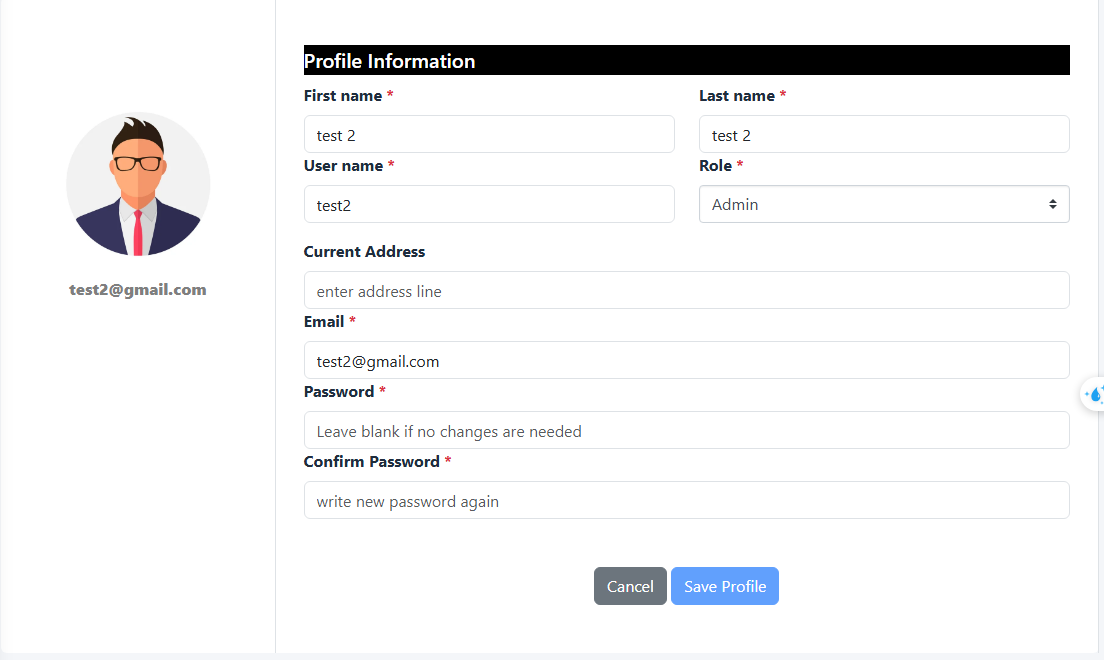 Profile Information
First name * Last name *
test 2 test 2
User name * Role *
test2 Admin
test2@gmail.com
Current Address
enter address line
Email *
test2@gmail.com
Password *
Leave blank if no changes are needed
Confirm Password *
write new password again
Cancel Save Profile